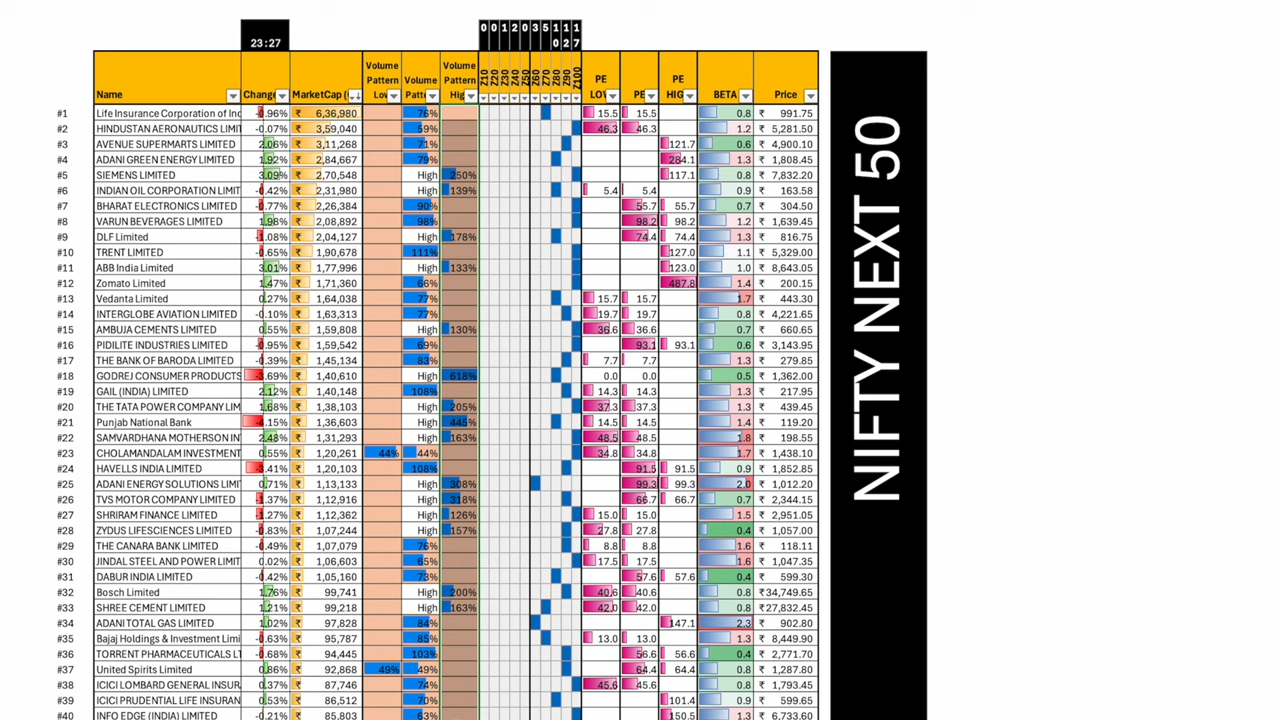 0 0 1 2 0 3 5 1 1 1
23:27 0 2 7
Name Change MarketCap ( Volume Pattern Lov Volume Patte Volume Pattern Hig Z10 Z20 Z30 Z40 Z50 Z60 Z70 Z80 Z90 Z100 PE LOV PE PE HIG BETA Price
#1 Life Insurance Corporation of Inc -0.96% ₹ 6,36,980 76% 15.5 15.5 0.8 ₹ 991.75
#2 HINDUSTAN AERONAUTICS LIMIT -0.07% ₹ 3,59,040 59% 46.3 46.3 1.2 ₹ 5,281.50
#3 AVENUE SUPERMARTS LIMITED 2.06% ₹ 3,11,268 71% 121.7 0.6 ₹ 4,900.10
#4 ADANI GREEN ENERGY LIMITED 1.92% ₹ 2,84,667 79% 284.1 1.3 ₹ 1,808.45
#5 SIEMENS LIMITED 3.09% ₹ 2,70,548 High 250% 117.1 0.8 ₹ 7,832.20
#6 INDIAN OIL CORPORATION LIMIT -0.42% ₹ 2,31,980 High 139% 5.4 5.4 0.9 ₹ 163.58
#7 BHARAT ELECTRONICS LIMITED -0.77% ₹ 2,26,384 90% 55.7 55.7 0.7 ₹ 304.50
#8 VARUN BEVERAGES LIMITED 1.98% ₹ 2,08,892 98% 98.2 98.2 1.2 ₹ 1,639.45
#9 DLF Limited -1.08% ₹ 2,04,127 High 178% 74.4 74.4 1.3 ₹ 816.75
#10 TRENT LIMITED -0.65% ₹ 1,90,678 111% 127.0 1.1 ₹ 5,329.00
#11 ABB India Limited 3.01% ₹ 1,77,996 High 133% 123.0 1.0 ₹ 8,643.05
#12 Zomato Limited 1.47% ₹ 1,71,360 66% 487.8 1.4 ₹ 200.15
#13 Vedanta Limited 0.27% ₹ 1,64,038 77% 15.7 15.7 1.7 ₹ 443.30
#14 INTERGLOBE AVIATION LIMITED -0.10% ₹ 1,63,313 77% 19.7 19.7 0.8 ₹ 4,221.65
#15 AMBUJA CEMENTS LIMITED 0.55% ₹ 1,59,808 High 130% 36.6 36.6 0.7 ₹ 660.65
#16 PIDILITE INDUSTRIES LIMITED -0.95% ₹ 1,59,542 69% 93.1 93.1 0.6 ₹ 3,143.95
#17 THE BANK OF BARODA LIMITED -0.39% ₹ 1,45,134 83% 7.7 7.7 1.3 ₹ 279.85
#18 GODREJ CONSUMER PRODUCTS -3.69% ₹ 1,40,610 High 618% 0.0 0.0 0.5 ₹ 1,362.00
#19 GAIL (INDIA) LIMITED 2.12% ₹ 1,40,148 108% 14.3 14.3 1.3 ₹ 217.95
#20 THE TATA POWER COMPANY LIM 1.68% ₹ 1,38,103 High 205% 37.3 37.3 1.3 ₹ 439.45
#21 Punjab National Bank -4.15% ₹ 1,36,603 High 445% 14.5 14.5 1.4 ₹ 119.20
#22 SAMVARDHANA MOTHERSON IN 2.48% ₹ 1,31,293 High 163% 48.5 48.5 1.8 ₹ 198.55
#23 CHOLAMANDALAM INVESTMENT 0.55% ₹ 1,20,261 44% 44% 34.8 34.8 1.7 ₹ 1,438.10
#24 HAVELLS INDIA LIMITED -3.41% ₹ 1,20,103 108% 91.5 91.5 0.9 ₹ 1,852.85
#25 ADANI ENERGY SOLUTIONS LIMI 0.71% ₹ 1,13,133 High 308% 99.3 99.3 2.0 ₹ 1,012.20
#26 TVS MOTOR COMPANY LIMITED -1.37% ₹ 1,12,916 High 318% 66.7 66.7 0.7 ₹ 2,344.15
#27 SHRIRAM FINANCE LIMITED -1.27% ₹ 1,12,362 High 126% 15.0 15.0 1.5 ₹ 2,951.05
#28 ZYDUS LIFESCIENCES LIMITED -0.83% ₹ 1,07,244 High 157% 27.8 27.8 0.4 ₹ 1,057.00
#29 THE CANARA BANK LIMITED -0.49% ₹ 1,07,079 76% 8.8 8.8 1.6 ₹ 118.11
#30 JINDAL STEEL AND POWER LIMIT 0.02% ₹ 1,06,603 65% 17.5 17.5 1.6 ₹ 1,047.35
#31 DABUR INDIA LIMITED -0.42% ₹ 1,05,160 73% 57.6 57.6 0.4 ₹ 599.30
#32 Bosch Limited 1.76% ₹ 99,741 High 200% 40.6 40.6 0.8 ₹34,749.65
#33 SHREE CEMENT LIMITED 1.21% ₹ 99,218 High 163% 42.0 42.0 0.8 ₹27,832.45
#34 ADANI TOTAL GAS LIMITED 1.02% ₹ 97,828 84% 147.1 2.3 ₹ 902.80
#35 Bajaj Holdings & Investment Limi -0.63% ₹ 95,787 85% 13.0 13.0 1.3 ₹ 8,449.90
#36 TORRENT PHARMACEUTICALS LT -0.68% ₹ 94,445 103% 56.6 56.6 0.4 ₹ 2,771.70
#37 United Spirits Limited 0.86% ₹ 92,868 49% 49% 64.4 64.4 0.8 ₹ 1,287.80
#38 ICICI LOMBARD GENERAL INSUR 0.37% ₹ 87,746 74% 45.6 45.6 0.8 ₹ 1,793.45
#39 ICICI PRUDENTIAL LIFE INSURAN 0.53% ₹ 86,512 70% 101.4 0.9 ₹ 599.65
#40 INFO EDGE (INDIA) LIMITED -0.21% ₹ 85,803 63% 150.5 1.3 ₹ 6,733.60
NIFTY NEXT 50